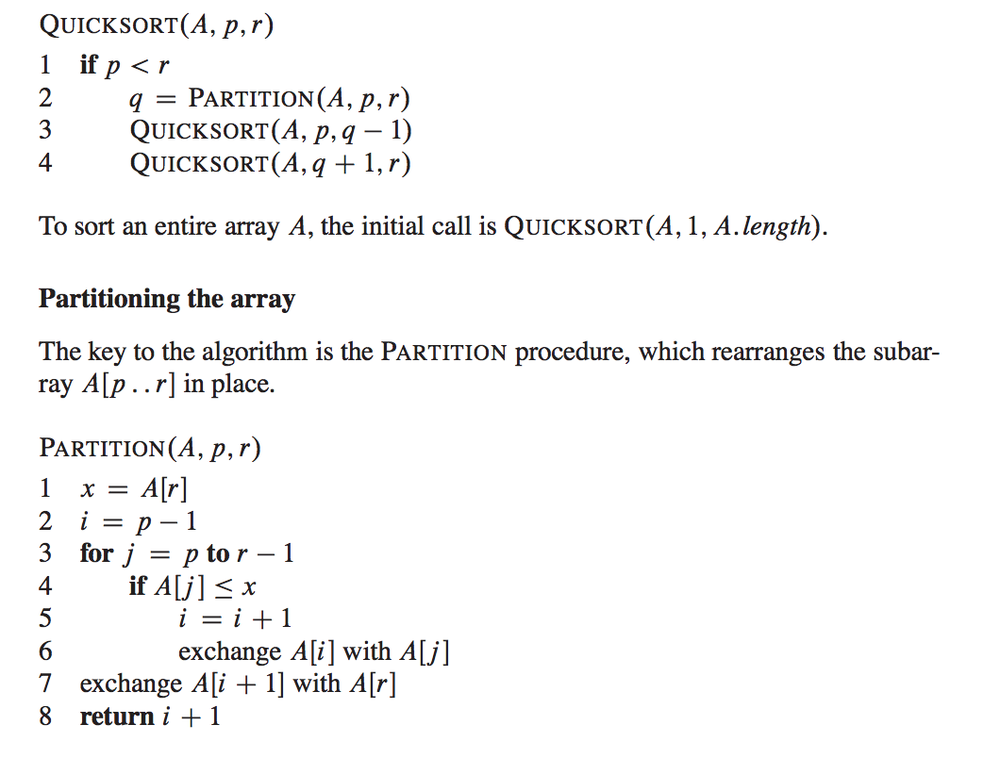 QUICKSORT(A, p, r)
1 if p < r
2 q = PARTITION(A, p, r)
3 QUICKSORT(A, p, q − 1)
4 QUICKSORT(A, q + 1, r)
To sort an entire array A, the initial call is QUICKSORT(A, 1, A.length).
Partitioning the array
The key to the algorithm is the PARTITION procedure, which rearranges the subar-
ray A[p . . r] in place.
PARTITION(A, p, r)
1 x = A[r]
2 i = p − 1
3 for j = p to r − 1
4 if A[j] ≤ x
5 i = i + 1
6 exchange A[i] with A[j]
7 exchange A[i + 1] with A[r]
8 return i + 1